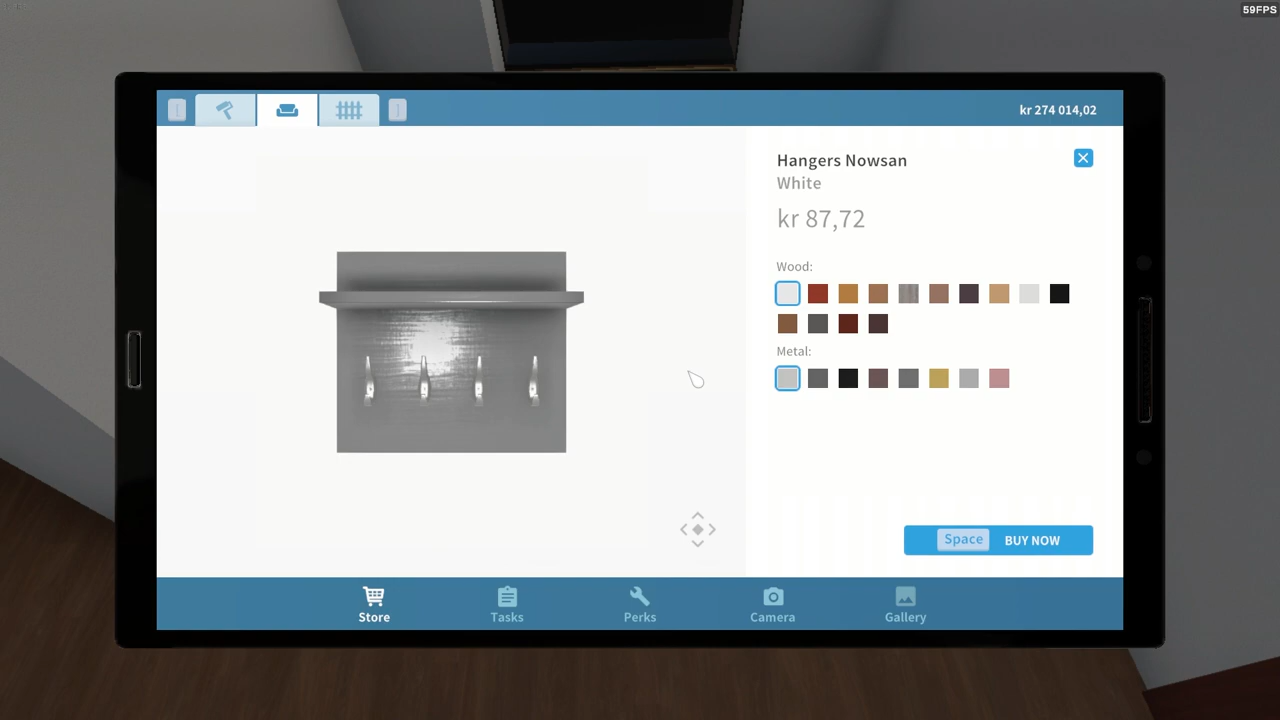 59FPS
[
]
kr 274 014,02
Hangers Nowsan
White
kr 87,72
Wood:
Metal:
Space BUY NOW
Store
Tasks
Perks
Camera
Gallery